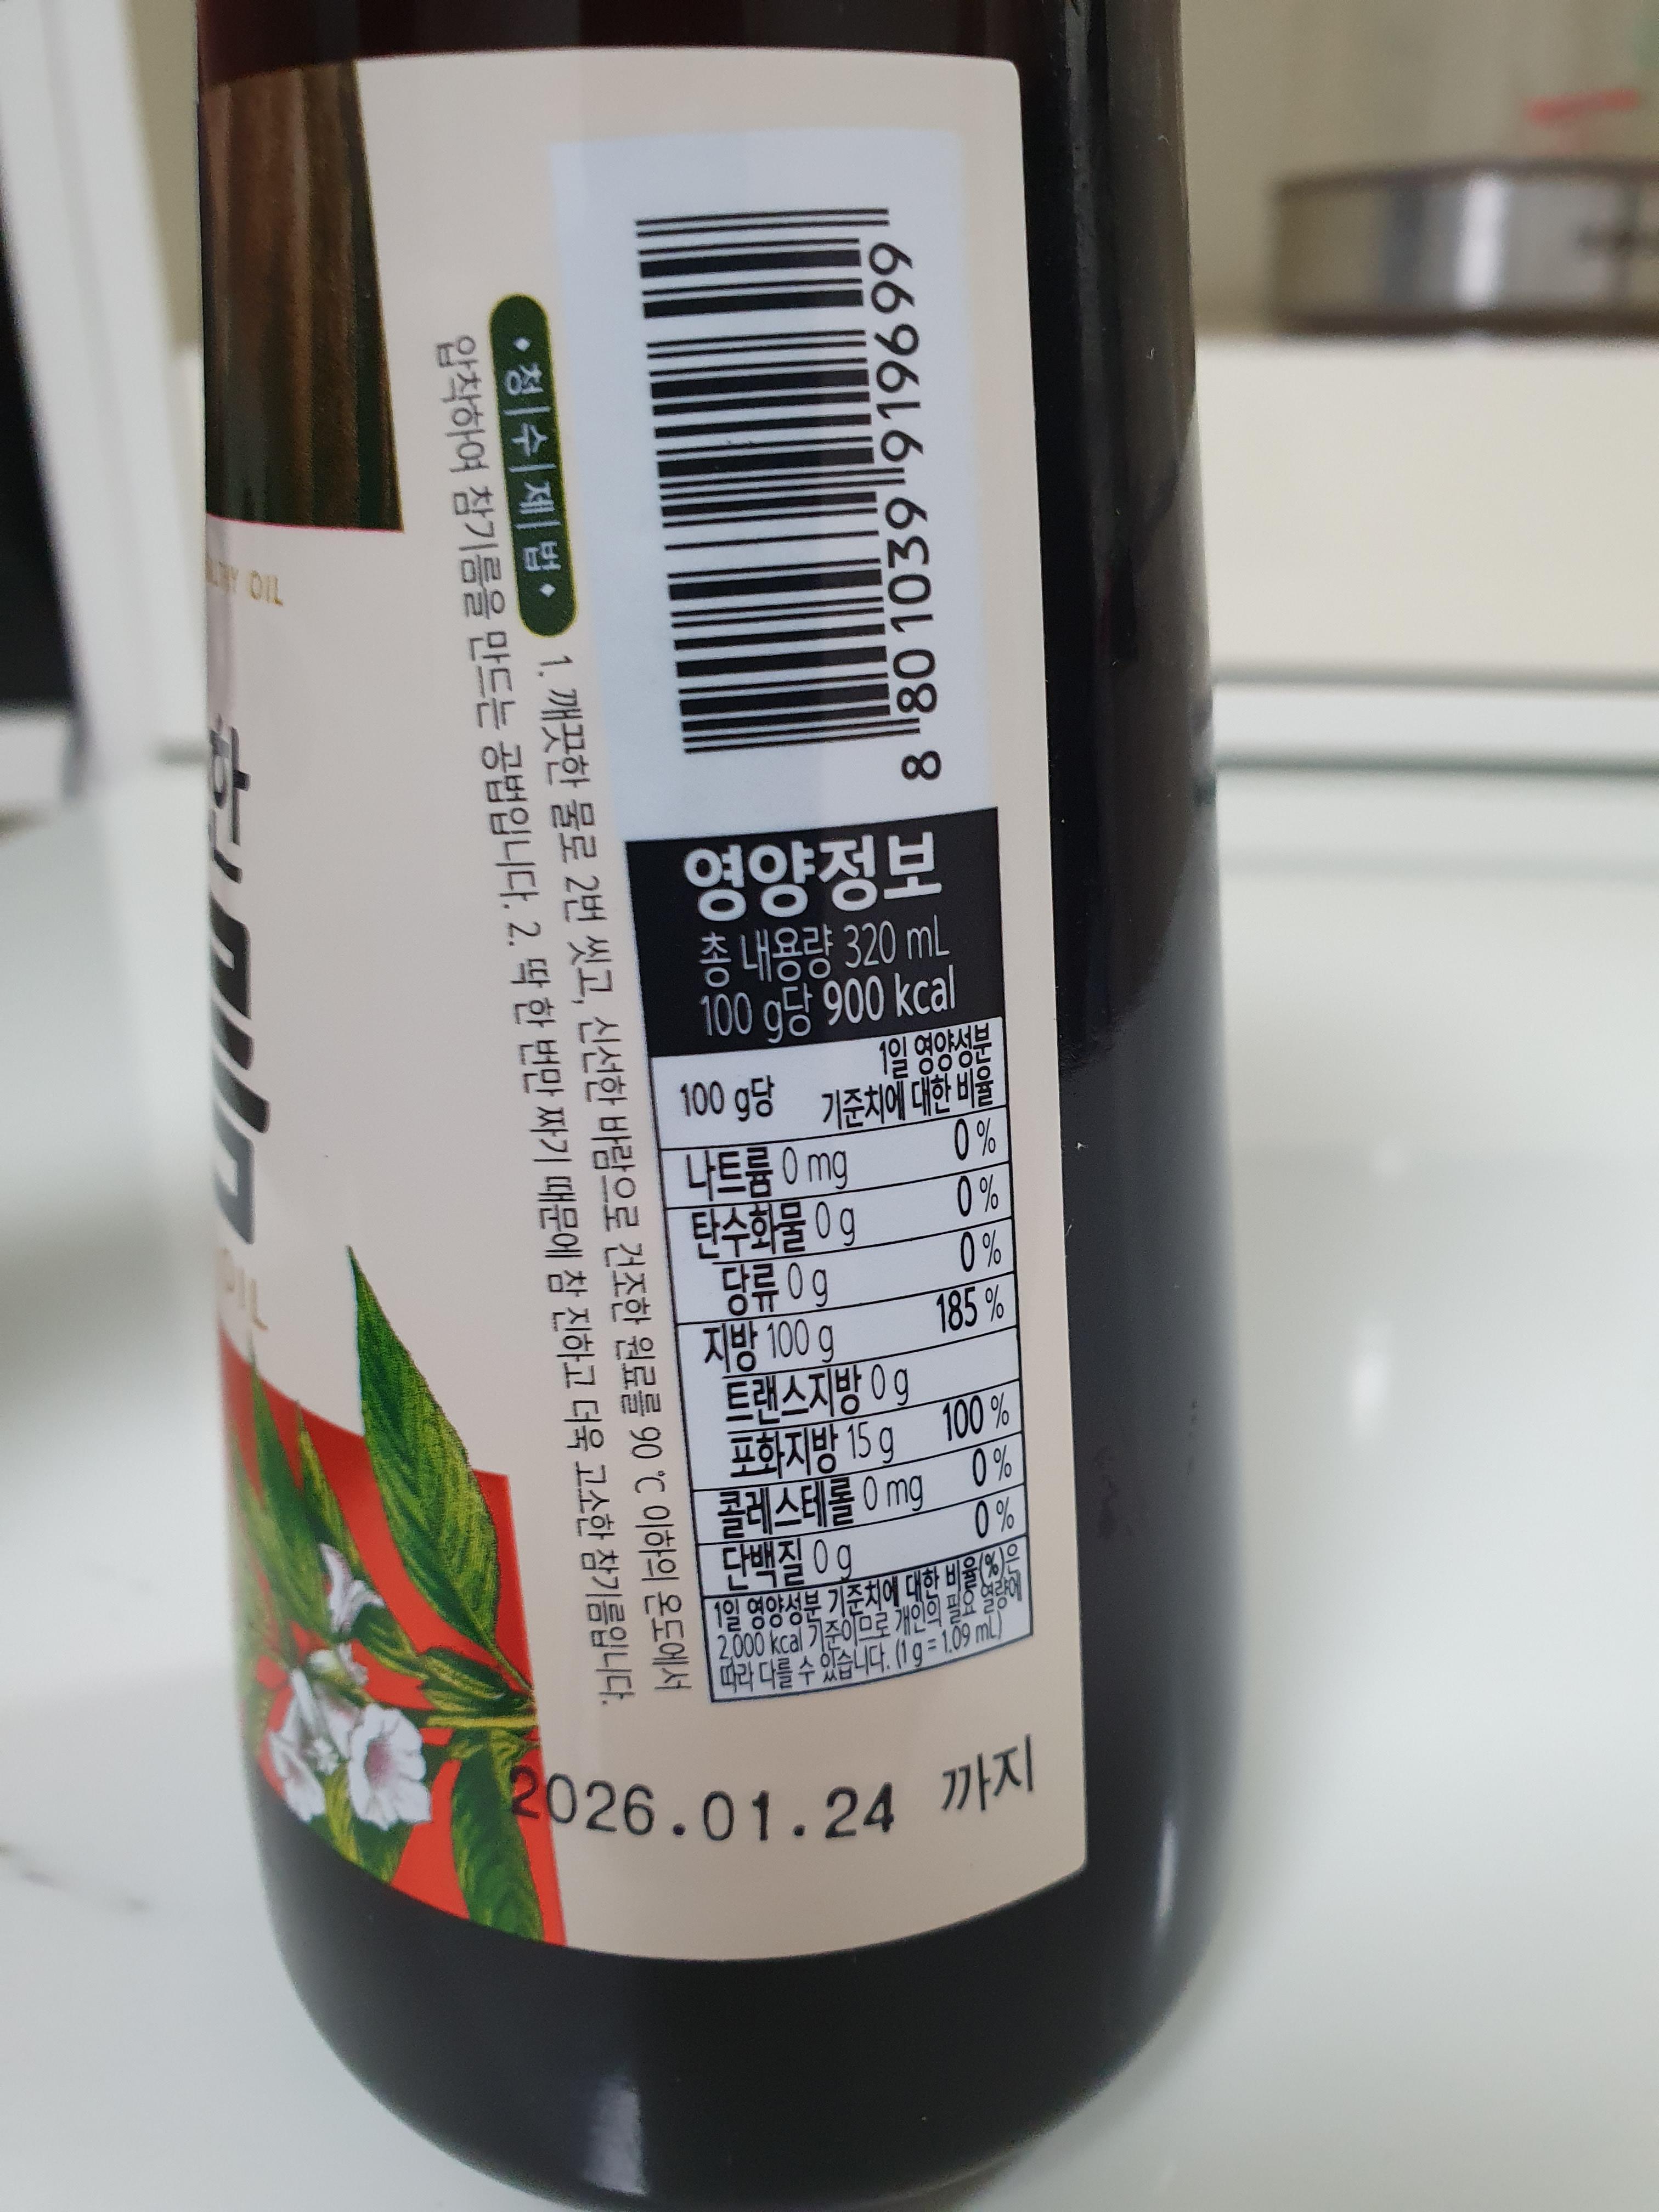 OIL
OIL
청|수|제|법
1. 깨끗한 물로 2번 씻고, 신선한 바람으로 건조한 원료를 90 ℃ 이하의 온도에서
압착하여 참기름을 만드는 공법입니다. 2. 딱 한 번만 짜기 때문에 참 진하고 더욱 고소한 참기름입니다.
8 801039 919669
영양정보
총 내용량 320 mL
100 g당 900 kcal
100 g당 1일 영양성분
기준치에 대한 비율
나트륨 0 mg 0 %
탄수화물 0 g 0 %
당류 0 g 0 %
지방 100 g 185 %
트랜스지방 0 g
포화지방 15 g 100 %
콜레스테롤 0 mg 0 %
단백질 0 g 0 %
1일 영양성분 기준치에 대한 비율(%)은
2,000 kcal 기준이므로 개인의 필요 열량에
따라 다를 수 있습니다. (1 g = 1.09 mL)
2026.01.24 까지